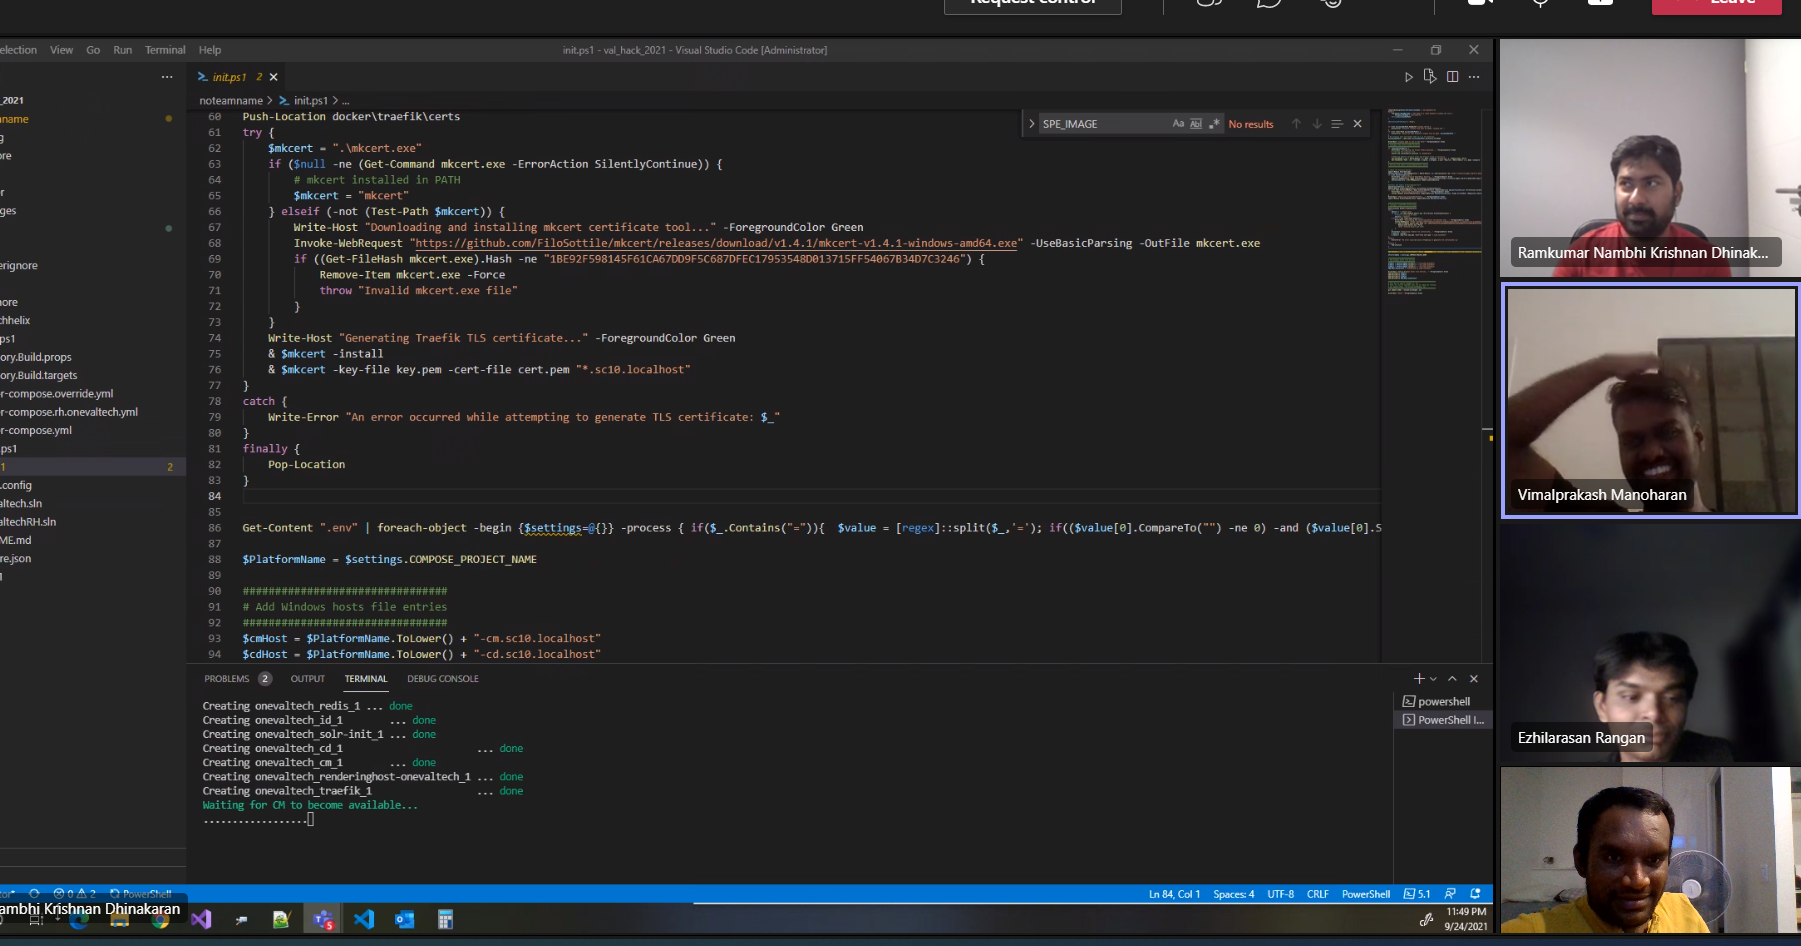 Request control
Leave
Selection View Go Run Terminal Help
init.ps1 - val_hack_2021 - Visual Studio Code [Administrator]
init.ps1 2
noteamname > init.ps1 > ...
SPE_IMAGE
No results
60 Push-Location docker\traefik\certs
61 try {
62 $mkcert = ".\mkcert.exe"
63 if ($null -ne (Get-Command mkcert.exe -ErrorAction SilentlyContinue)) {
64 # mkcert installed in PATH
65 $mkcert = "mkcert"
66 } elseif (-not (Test-Path $mkcert)) {
67 Write-Host "Downloading and installing mkcert certificate tool..." -ForegroundColor Green
68 Invoke-WebRequest "https://github.com/FiloSottile/mkcert/releases/download/v1.4.1/mkcert-v1.4.1-windows-amd64.exe" -UseBasicParsing -OutFile mkcert.exe
69 if ((Get-FileHash mkcert.exe).Hash -ne "1BE92F598145F61CA67DD9F5C687DFEC17953548D013715FF54067B34D7C3246") {
70 Remove-Item mkcert.exe -Force
71 throw "Invalid mkcert.exe file"
72 }
73 }
74 Write-Host "Generating Traefik TLS certificate..." -ForegroundColor Green
75 & $mkcert -install
76 & $mkcert -key-file key.pem -cert-file cert.pem "*.sc10.localhost"
77 }
78 catch {
79 Write-Error "An error occurred while attempting to generate TLS certificate: $_"
80 }
81 finally {
82 Pop-Location
83 }
84
85
86 Get-Content ".env" | foreach-object -begin {$settings=@{}} -process { if($_.Contains("=")){ $value = [regex]::split($_,'='); if(($value[0].CompareTo("") -ne 0) -and ($value[0].S
87
88 $PlatformName = $settings.COMPOSE_PROJECT_NAME
89
90 ################################
91 # Add Windows hosts file entries
92 ################################
93 $cmHost = $PlatformName.ToLower() + "-cm.sc10.localhost"
94 $cdHost = $PlatformName.ToLower() + "-cd.sc10.localhost"
_2021
name
g
ore
er
ges
erignore
nore
chhelix
ps1
ory.Build.props
ory.Build.targets
er-compose.override.yml
er-compose.rh.onevaltech.yml
er-compose.yml
ps1
1 2
.config
altech.sln
altechRH.sln
ME.md
re.json
1
PROBLEMS 2 OUTPUT TERMINAL DEBUG CONSOLE
powershell
PowerShell I...
Creating onevaltech_redis_1 ... done
Creating onevaltech_id_1 ... done
Creating onevaltech_solr-init_1 ... done
Creating onevaltech_cd_1 ... done
Creating onevaltech_cm_1 ... done
Creating onevaltech_renderinghost-onevaltech_1 ... done
Creating onevaltech_traefik_1 ... done
Waiting for CM to become available...
..................
0 2 PowerShell
Ln 84, Col 1 Spaces: 4 UTF-8 CRLF PowerShell 5.1
ambhi Krishnan Dhinakaran
11:49 PM
9/24/2021
Ramkumar Nambhi Krishnan Dhinak...
Vimalprakash Manoharan
Ezhilarasan Rangan